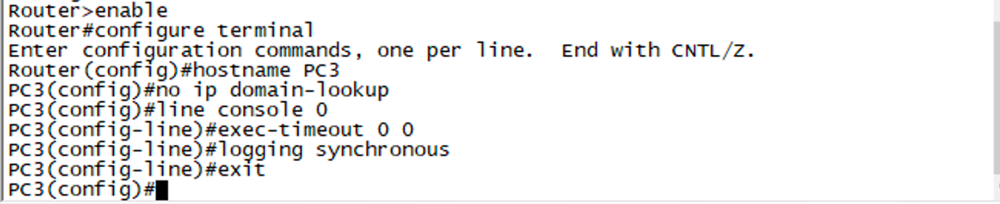 Router>enable
Router#configure terminal
Enter configuration commands, one per line.  End with CNTL/Z.
Router(config)#hostname PC3
PC3(config)#no ip domain-lookup
PC3(config)#line console 0
PC3(config-line)#exec-timeout 0 0
PC3(config-line)#logging synchronous
PC3(config-line)#exit
PC3(config)#